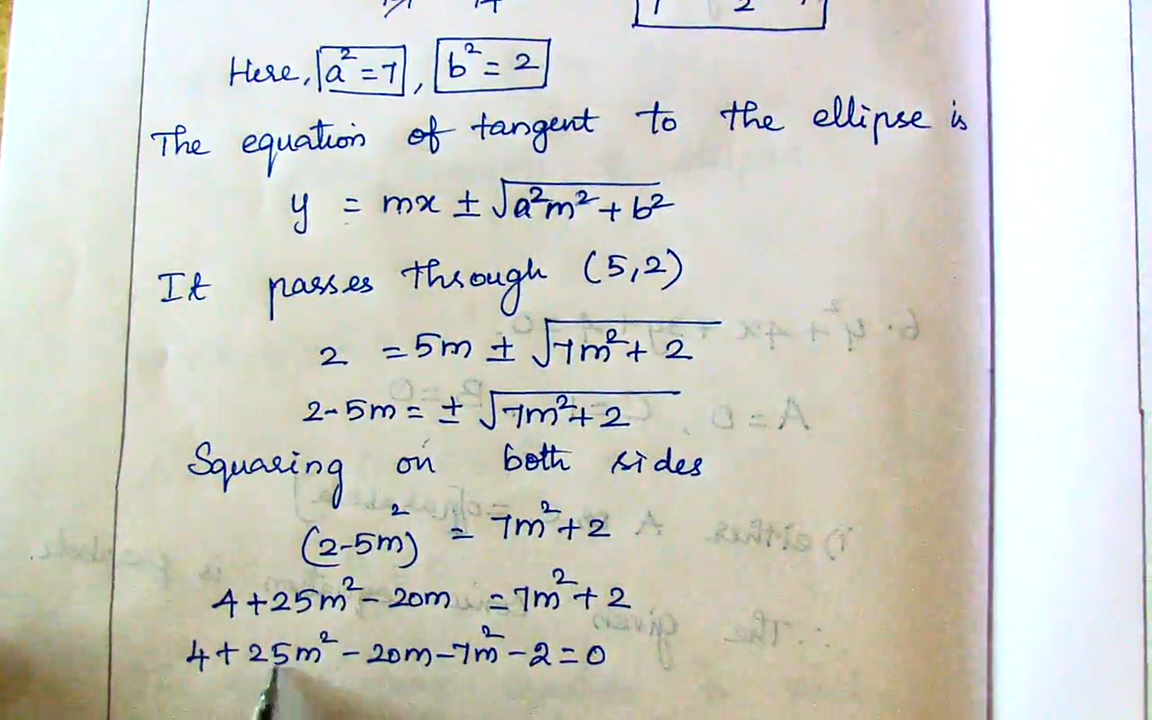 Here, a² = 7, b² = 2
The equation of tangent to the ellipse is
y = mx ± √a²m² + b²
It passes through (5,2)
2 = 5m ± √7m² + 2
2-5m = ± √7m² + 2
Squaring on both sides
(2-5m)² = 7m² + 2
4 + 25m² - 20m = 7m² + 2
4 + 25m² - 20m - 7m² - 2 = 0